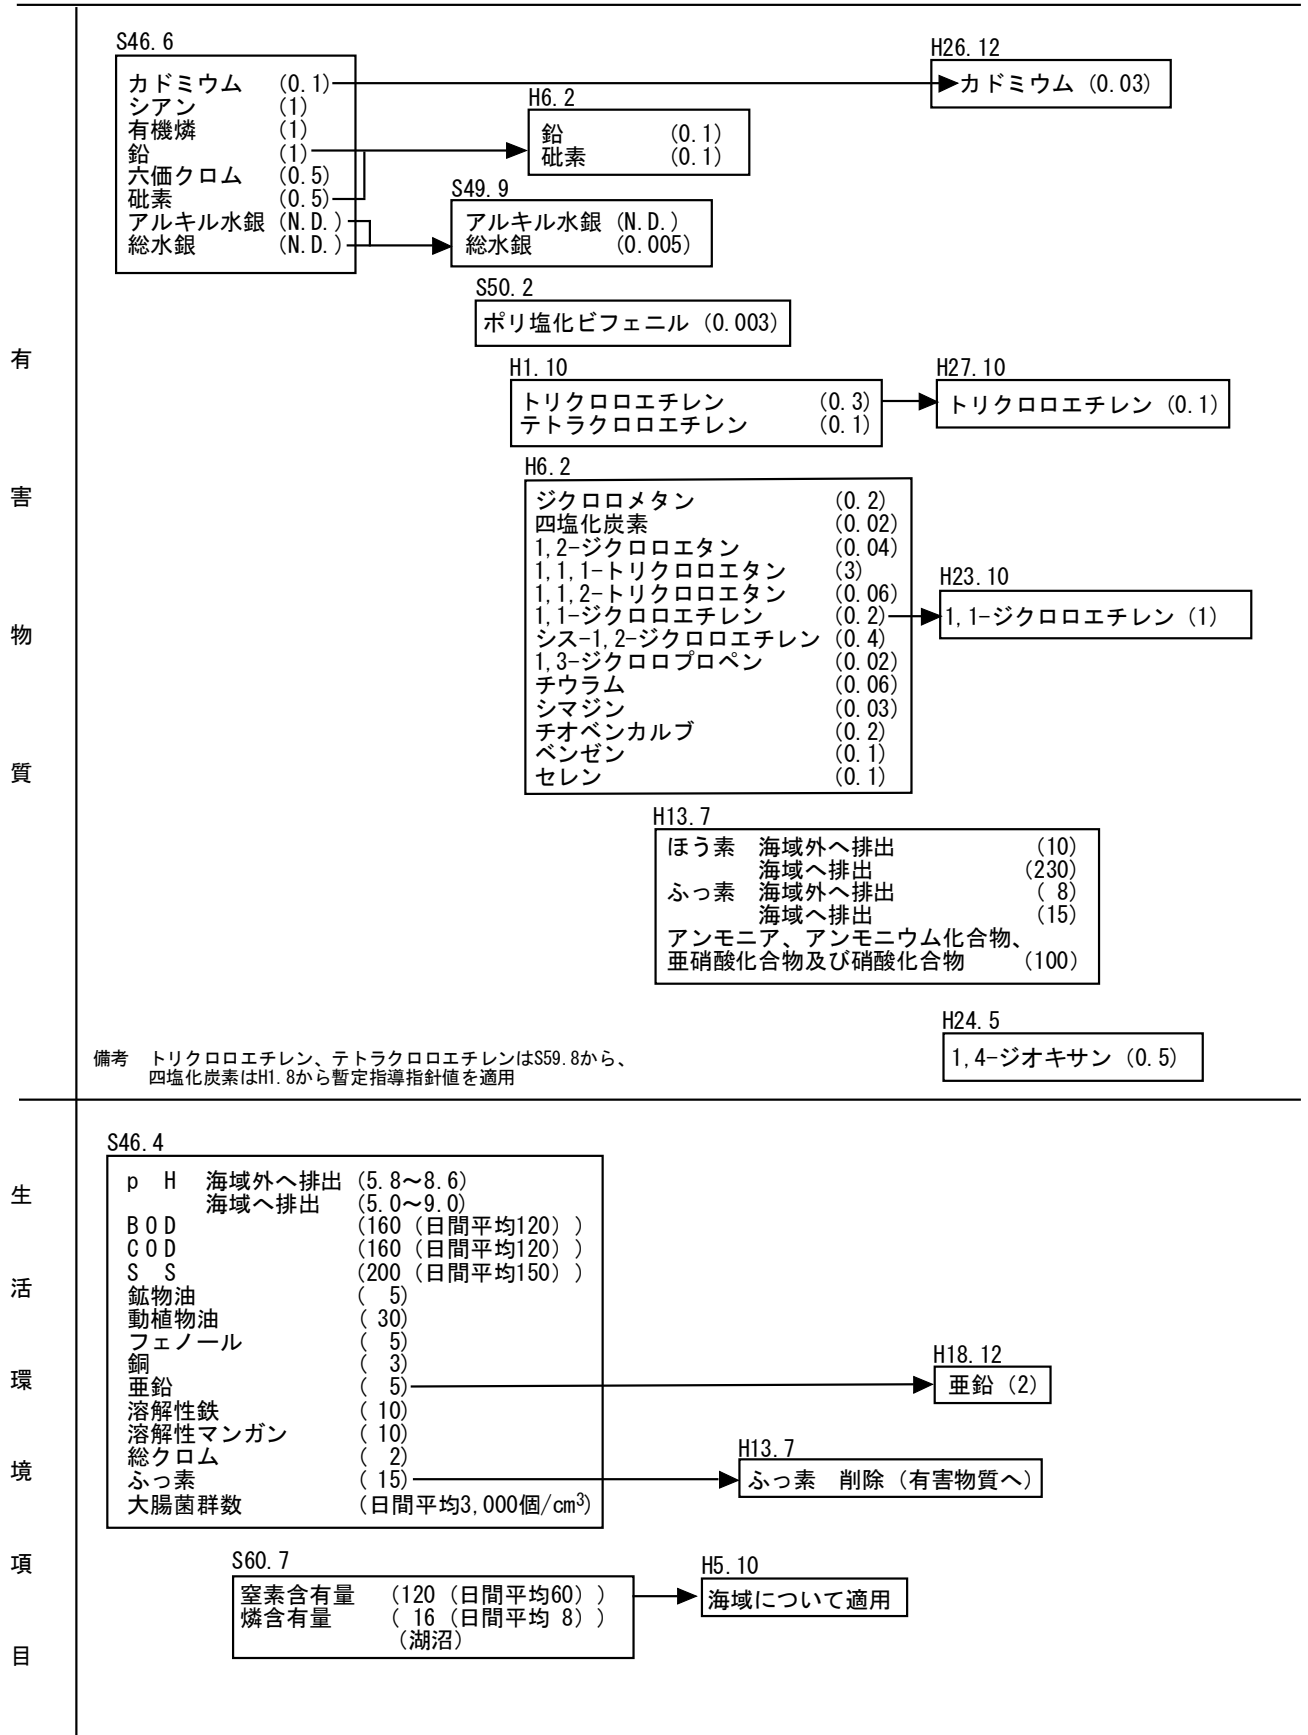 有害物質
S46.6
カドミウム (0.1)
シアン (1)
有機燐 (1)
鉛 (1)
六価クロム (0.5)
砒素 (0.5)
アルキル水銀 (N.D.)
総水銀 (N.D.)
H26.12
カドミウム (0.03)
H6.2
鉛 (0.1)
砒素 (0.1)
S49.9
アルキル水銀 (N.D.)
総水銀 (0.005)
S50.2
ポリ塩化ビフェニル (0.003)
H1.10
トリクロロエチレン (0.3)
テトラクロロエチレン (0.1)
H27.10
トリクロロエチレン (0.1)
H6.2
ジクロロメタン (0.2)
四塩化炭素 (0.02)
1,2-ジクロロエタン (0.04)
1,1,1-トリクロロエタン (3)
1,1,2-トリクロロエタン (0.06)
1,1-ジクロロエチレン (0.2)
シス-1,2-ジクロロエチレン (0.4)
1,3-ジクロロプロペン (0.02)
チウラム (0.06)
シマジン (0.03)
チオベンカルブ (0.2)
ベンゼン (0.1)
セレン (0.1)
H23.10
1,1-ジクロロエチレン (1)
H13.7
ほう素 海域外へ排出 (10)
海域へ排出 (230)
ふっ素 海域外へ排出 ( 8)
海域へ排出 (15)
アンモニア、アンモニウム化合物、
亜硝酸化合物及び硝酸化合物 (100)
H24.5
1,4-ジオキサン (0.5)
備考 トリクロロエチレン、テトラクロロエチレンはS59.8から、
四塩化炭素はH1.8から暫定指導指針値を適用
生活環境項目
S46.4
p H 海域外へ排出 (5.8～8.6)
海域へ排出 (5.0～9.0)
BOD (160 (日間平均120))
COD (160 (日間平均120))
S S (200 (日間平均150))
鉱物油 ( 5)
動植物油 ( 30)
フェノール ( 5)
銅 ( 3)
亜鉛 ( 5)
溶解性鉄 ( 10)
溶解性マンガン ( 10)
総クロム ( 2)
ふっ素 ( 15)
大腸菌群数 (日間平均3,000個/cm³)
H18.12
亜鉛 (2)
H13.7
ふっ素 削除 (有害物質へ)
S60.7
窒素含有量 (120 (日間平均60))
燐含有量 ( 16 (日間平均 8))
(湖沼)
H5.10
海域について適用